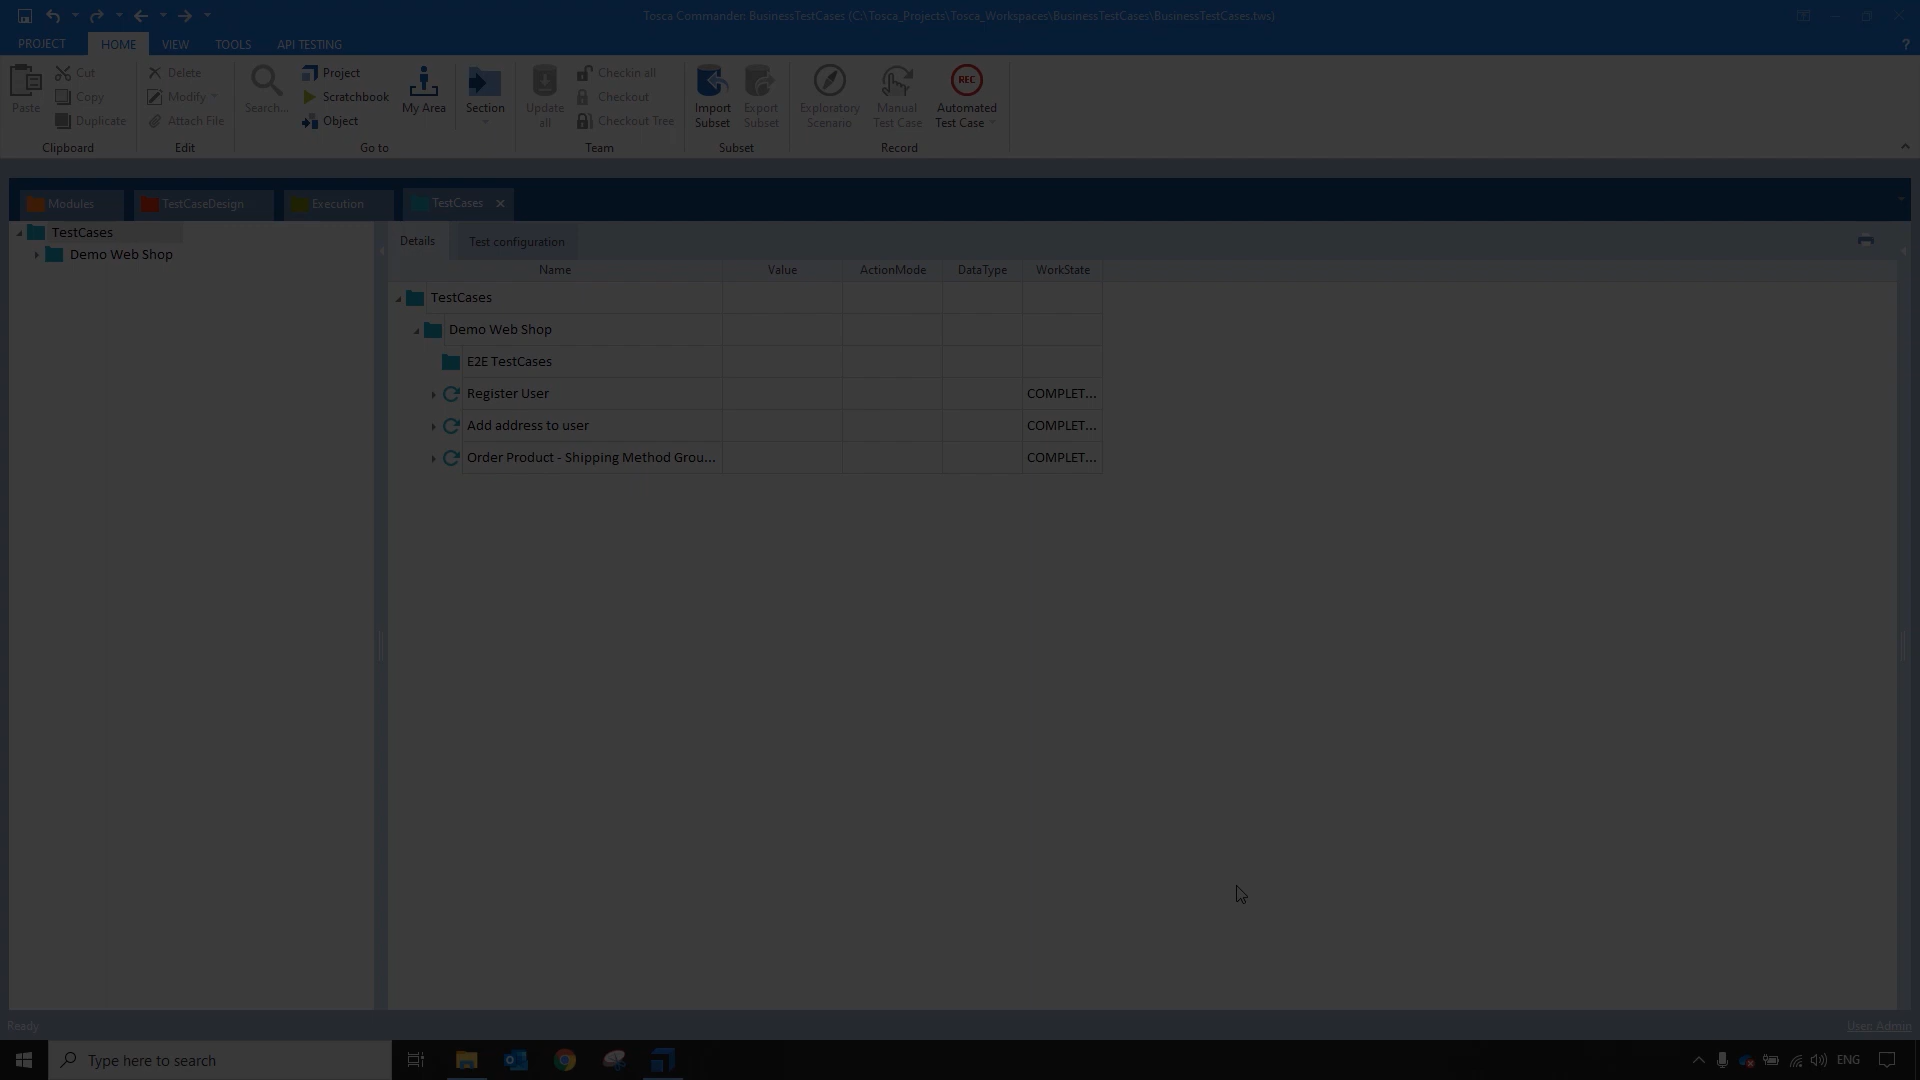 Tosca Commander: BusinessTestCases (C:\Tosca_Projects\Tosca_Workspaces\BusinessTestCases\BusinessTestCases.tws)
PROJECT HOME VIEW TOOLS API TESTING ?
Paste Cut Copy Duplicate Clipboard
Delete Modify Attach File Edit
Search... Project Scratchbook Object My Area Section Go to
Update all Checkin all Checkout Checkout Tree Team
Import Subset Export Subset Subset
Exploratory Scenario Manual Test Case REC Automated Test Case Record
Modules TestCaseDesign Execution TestCases
TestCases
Demo Web Shop
Details Test configuration
Name Value ActionMode DataType WorkState
TestCases
Demo Web Shop
E2E TestCases
Register User COMPLET...
Add address to user COMPLET...
Order Product - Shipping Method Grou... COMPLET...
Ready User: Admin
Type here to search ENG